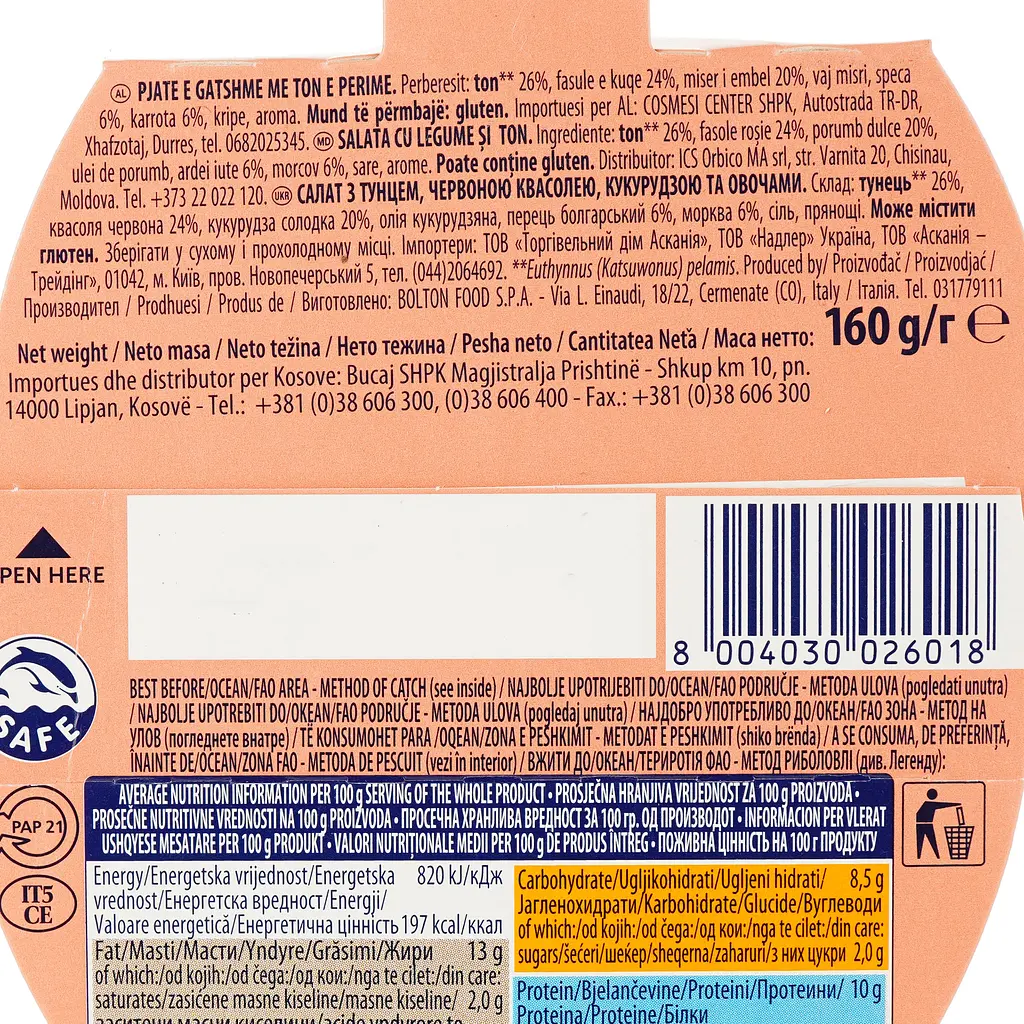 AL PJATE E GATSHME ME TON E PERIME. Perberesit: ton** 26%, fasule e kuqe 24%, miser i embel 20%, vaj misri, speca
6%, karrota 6%, kripe, aroma. Mund të përmbajë: gluten. Importuesi per AL: COSMESI CENTER SHPK, Autostrada TR-DR,
Xhafzotaj, Durres, tel. 0682025345. MD SALATA CU LEGUME ȘI TON. Ingrediente: ton** 26%, fasole roșie 24%, porumb dulce 20%,
ulei de porumb, ardei iute 6%, morcov 6%, sare, arome. Poate conține gluten. Distribuitor: ICS Orbico MA srl, str. Varnita 20, Chisinau,
Moldova. Tel. +373 22 022 120. UKR САЛАТ З ТУНЦЕМ, ЧЕРВОНОЮ КВАСОЛЕЮ, КУКУРУДЗОЮ ТА ОВОЧАМИ. Склад: тунець** 26%,
квасоля червона 24%, кукурудза солодка 20%, олія кукурудзяна, перець болгарський 6%, морква 6%, сіль, прянощі. Може містити
глютен. Зберігати у сухому і прохолодному місці. Імпортери: ТОВ «Торгівельний дім Асканія», ТОВ «Надлер» Україна, ТОВ «Асканія –
Трейдінг», 01042, м. Київ, пров. Новопечерський 5, тел. (044)2064692. **Euthynnus (Katsuwonus) pelamis. Produced by/ Proizvođač / Proizvodjać /
Производител / Prodhuesi / Produs de / Виготовлено: BOLTON FOOD S.P.A. - Via L. Einaudi, 18/22, Cermenate (CO), Italy / Італія. Tel. 031779111
Net weight / Neto masa / Neto težina / Нето тежина / Pesha neto / Cantitatea Netă / Маса нетто: 160 g/г ℮
Importues dhe distributor per Kosove: Bucaj SHPK Magjistralja Prishtinë - Shkup km 10, pn.
14000 Lipjan, Kosovë - Tel.: +381 (0)38 606 300, (0)38 606 400 - Fax.: +381 (0)38 606 300
PEN HERE
8 004030 026018
SAFE
BEST BEFORE/OCEAN/FAO AREA - METHOD OF CATCH (see inside) / NAJBOLJE UPOTRIJEBITI DO/OCEAN/FAO PODRUČJE - METODA ULOVA (pogledati unutra)
/ NAJBOLJE UPOTREBITI DO/OKEAN/FAO PODRUČJE - METODA ULOVA (pogledaj unutra) / НАЈДОБРО УПОТРЕБЛИВО ДО/ОКЕАН/FAO ЗОНА - МЕТОД НА
УЛОВ (погледнете внатре) / TË KONSUMOHET PARA /OQEAN/ZONA E PESHKIMIT - METODAT E PESHKIMIT (shiko brënda) / A SE CONSUMA, DE PREFERINȚĂ,
ÎNAINTE DE/OCEAN/ZONA FAO - METODA DE PESCUIT (vezi în interior) / ВЖИТИ ДО/ОКЕАН/ТЕРИРОТІЯ ФАО - МЕТОД РИБОЛОВЛІ (див. Легенду):
PAP 21
IT5
CE
AVERAGE NUTRITION INFORMATION PER 100 g SERVING OF THE WHOLE PRODUCT • PROSJEČNA HRANJIVA VRIJEDNOST ZA 100 g PROIZVODA •
PROSEČNE NUTRITIVNE VREDNOSTI NA 100 g PROIZVODA • ПРОСЕЧНА ХРАНЛИВА ВРЕДНОСТ ЗА 100 гр. ОД ПРОИЗВОДОТ • INFORMACION PER VLERAT
USHQYESE MESATARE PER 100 g PRODUKT • VALORI NUTRIȚIONALE MEDII PER 100 g DE PRODUS ÎNTREG • ПОЖИВНА ЦІННІСТЬ НА 100 г ПРОДУКТУ
Energy/Energetska vrijednost/Energetska 820 kJ/кДж
vrednost/Енергетска вредност/Energji/
Valoare energetică/Енергетична цінність 197 kcal/ккал
Fat/Masti/Масти/Yndyre/Grăsimi/Жири 13 g
of which:/od kojih:/od čega:/од кои:/nga te cilet:/din care:
saturates/zasićene masne kiseline/masne kiseline/ 2,0 g
заситени масни киселини/acide yndyrore te
Carbohydrate/Ugljikohidrati/Ugljeni hidrati/ 8,5 g
Јагленохидрати/Karbohidrate/Glucide/Вуглеводи
of which:/od kojih:/od čega:/од кои:/nga te cilet:/din care:
sugars/šećeri/шеќер/sheqerna/zaharuri/з них цукри 2,0 g
Protein/Bjelančevine/Proteini/Протеини/ 10 g
Proteina/Proteine/Білки